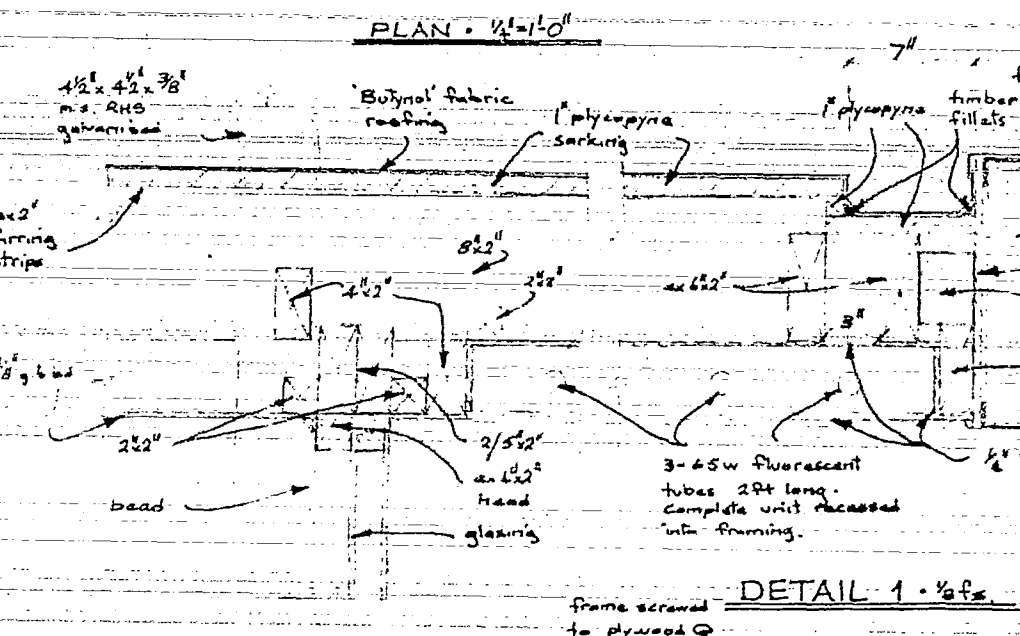 PLAN · ¼"=1'-0"
7"
4½" x 4½" x 3/8"
m.s. RHS
galvanised
'Butynol' fabric
roofing
1" plycopyne
sarking
1" plycopyne
timber
fillets
x2"
strips
8"x2"
4"x2"
2"x2"
ex 6"x2"
3"
2"x2"
2/5"x2"
ex 6"x2"
head
bead
glazing
3-65w fluorescent
tubes 2ft long.
complete unit recessed
into framing.
¼"
DETAIL 1 · ⅛ fs.
frame screwed
to plywood @